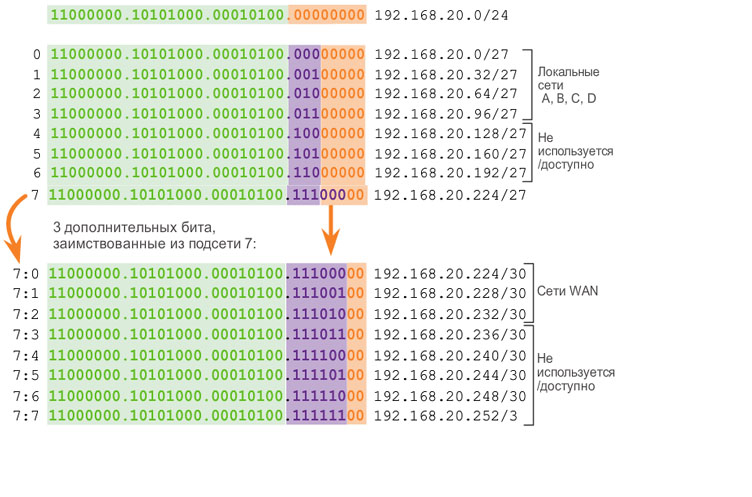 11000000.10101000.00010100.00000000 192.168.20.0/24
0 11000000.10101000.00010100.00000000 192.168.20.0/27
1 11000000.10101000.00010100.00100000 192.168.20.32/27
2 11000000.10101000.00010100.01000000 192.168.20.64/27
3 11000000.10101000.00010100.01100000 192.168.20.96/27
Локальные
сети
A, B, C, D
4 11000000.10101000.00010100.10000000 192.168.20.128/27
5 11000000.10101000.00010100.10100000 192.168.20.160/27
6 11000000.10101000.00010100.11000000 192.168.20.192/27
Не
используется
/доступно
7 11000000.10101000.00010100.11100000 192.168.20.224/27
3 дополнительных бита,
заимствованные из подсети 7:
7:0 11000000.10101000.00010100.11100000 192.168.20.224/30
7:1 11000000.10101000.00010100.11100100 192.168.20.228/30
7:2 11000000.10101000.00010100.11101000 192.168.20.232/30
Сети WAN
7:3 11000000.10101000.00010100.11101100 192.168.20.236/30
7:4 11000000.10101000.00010100.11110000 192.168.20.240/30
7:5 11000000.10101000.00010100.11110100 192.168.20.244/30
7:6 11000000.10101000.00010100.11111000 192.168.20.248/30
7:7 11000000.10101000.00010100.11111100 192.168.20.252/3
Не
используется
/доступно